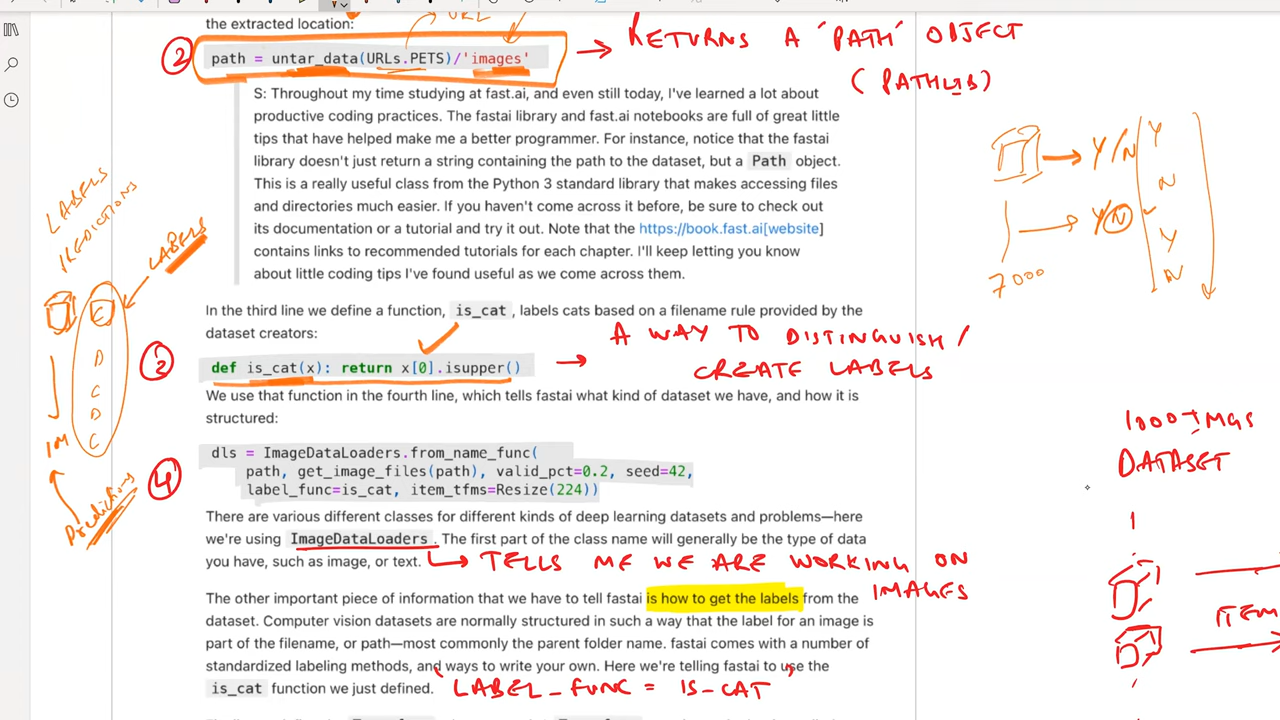 the extracted location:
URL
② path = untar_data(URLs.PETS)/'images' → RETURNS A 'PATH' OBJECT
(PATHLIB)
S: Throughout my time studying at fast.ai, and even still today, I've learned a lot about
productive coding practices. The fastai library and fast.ai notebooks are full of great little
tips that have helped make me a better programmer. For instance, notice that the fastai
library doesn't just return a string containing the path to the dataset, but a Path object.
This is a really useful class from the Python 3 standard library that makes accessing files
and directories much easier. If you haven't come across it before, be sure to check out
its documentation or a tutorial and try it out. Note that the https://book.fast.ai[website]
contains links to recommended tutorials for each chapter. I'll keep letting you know
about little coding tips I've found useful as we come across them.
Y/N
Y/N
7000
Y
N
Y
N
LABELS
PREDICTIONS
LABELS
C
D
C
D
C
1M
Predictions
In the third line we define a function, is_cat, labels cats based on a filename rule provided by the
dataset creators:
def is_cat(x): return x[0].isupper() → A WAY TO DISTINGUISH/
CREATE LABELS
We use that function in the fourth line, which tells fastai what kind of dataset we have, and how it is
structured:
④ dls = ImageDataLoaders.from_name_func(
path, get_image_files(path), valid_pct=0.2, seed=42,
label_func=is_cat, item_tfms=Resize(224))
1000 IMGS
DATASET
1
ITEM
There are various different classes for different kinds of deep learning datasets and problems—here
we're using ImageDataLoaders. The first part of the class name will generally be the type of data
you have, such as image, or text. → TELLS ME WE ARE WORKING ON
IMAGES
The other important piece of information that we have to tell fastai is how to get the labels from the
dataset. Computer vision datasets are normally structured in such a way that the label for an image is
part of the filename, or path—most commonly the parent folder name. fastai comes with a number of
standardized labeling methods, and ways to write your own. Here we're telling fastai to use the
is_cat function we just defined. 'LABEL_FUNC = IS_CAT'